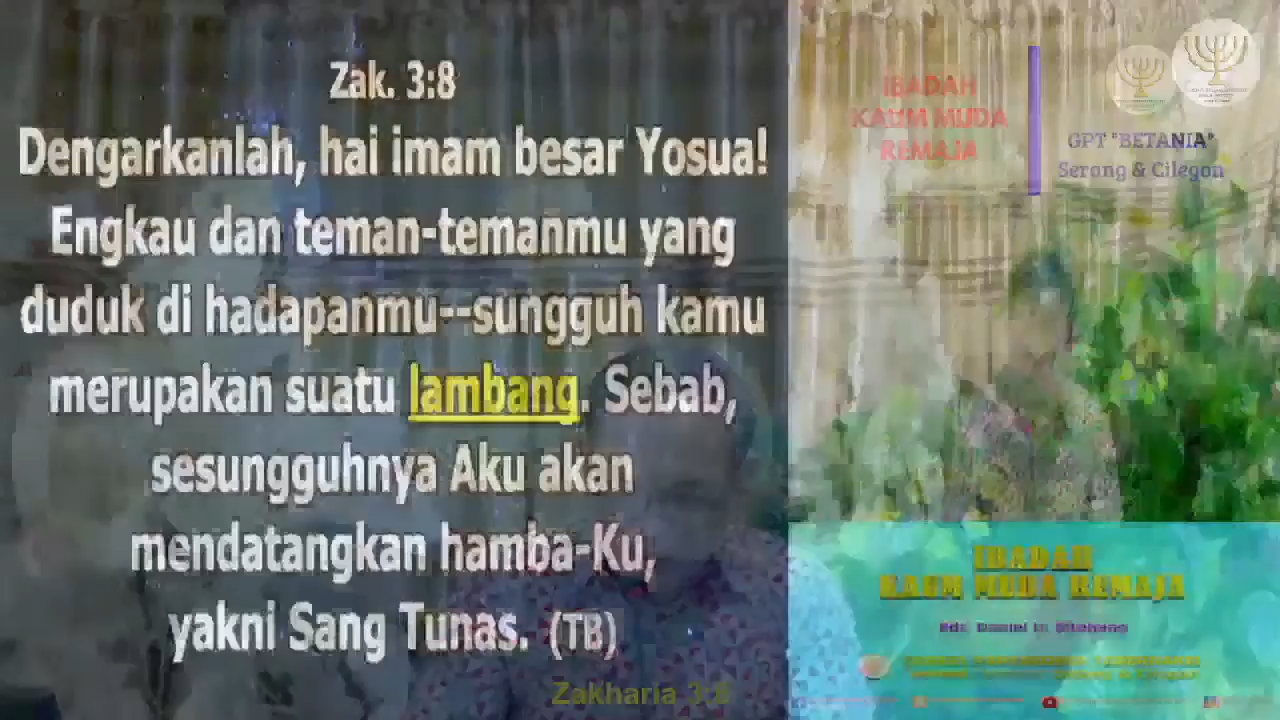 Zak. 3:8
Dengarkanlah, hai imam besar Yosua!
Engkau dan teman-temanmu yang
duduk di hadapanmu--sungguh kamu
merupakan suatu lambang. Sebab,
sesungguhnya Aku akan
mendatangkan hamba-Ku,
yakni Sang Tunas. (TB)
Zakharia 3:8
IBADAH
KAUM MUDA
REMAJA
GPT "BETANIA"
Serang & Cilegon
IBADAH
KAUM MUDA REMAJA